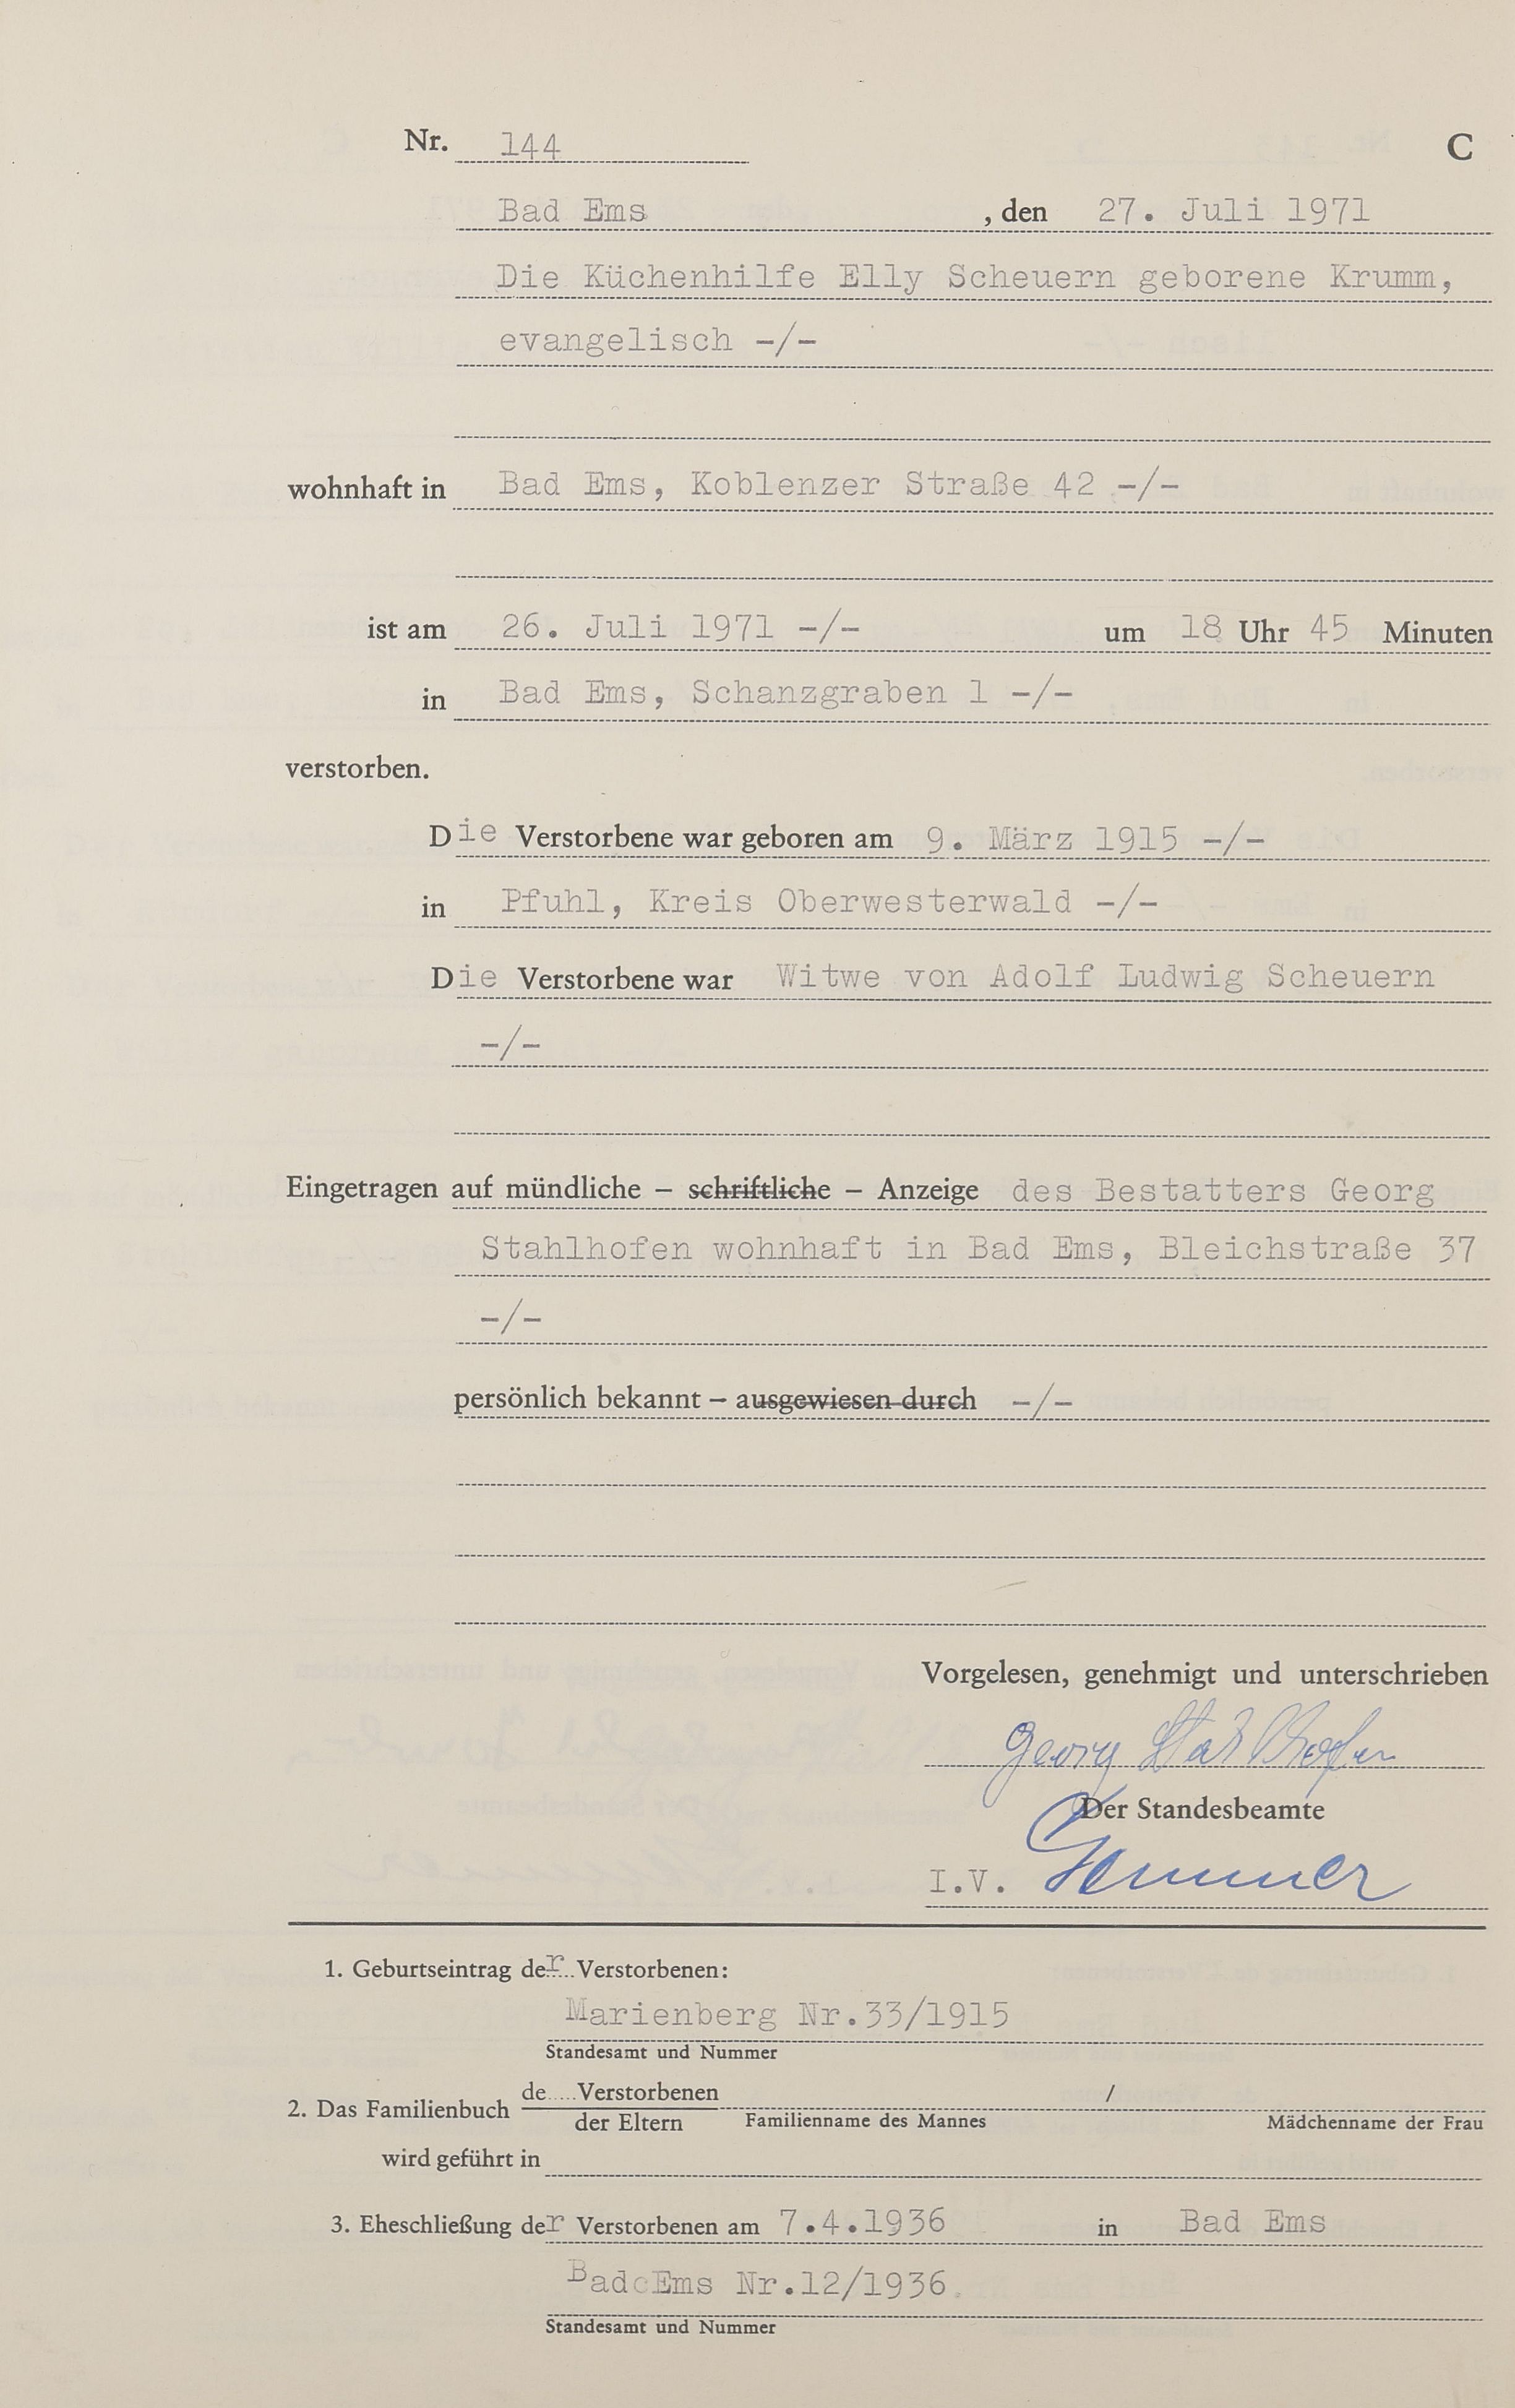 Nr. 144 C
Bad Ems , den 27. Juli 1971
Die Küchenhilfe Elly Scheuern geborene Krumm,
evangelisch -/-
wohnhaft in Bad Ems, Koblenzer Straße 42 -/-
ist am 26. Juli 1971 -/- um 18 Uhr 45 Minuten
in Bad Ems, Schanzgraben 1 -/-
verstorben.
Die Verstorbene war geboren am 9. März 1915 -/-
in Pfuhl, Kreis Oberwesterwald -/-
Die Verstorbene war Witwe von Adolf Ludwig Scheuern
-/-
Eingetragen auf mündliche – schriftliche – Anzeige des Bestatters Georg
Stahlhofen wohnhaft in Bad Ems, Bleichstraße 37
-/-
persönlich bekannt – ausgewiesen durch -/-
Vorgelesen, genehmigt und unterschrieben
Georg Stahlhofen
Der Standesbeamte
I.V.
1. Geburtseintrag der Verstorbenen:
Marienberg Nr.33/1915
Standesamt und Nummer
2. Das Familienbuch de.... Verstorbenen /
der Eltern Familienname des Mannes Mädchenname der Frau
wird geführt in
3. Eheschließung der Verstorbenen am 7.4.1936 in Bad Ems
Bad Ems Nr.12/1936.
Standesamt und Nummer